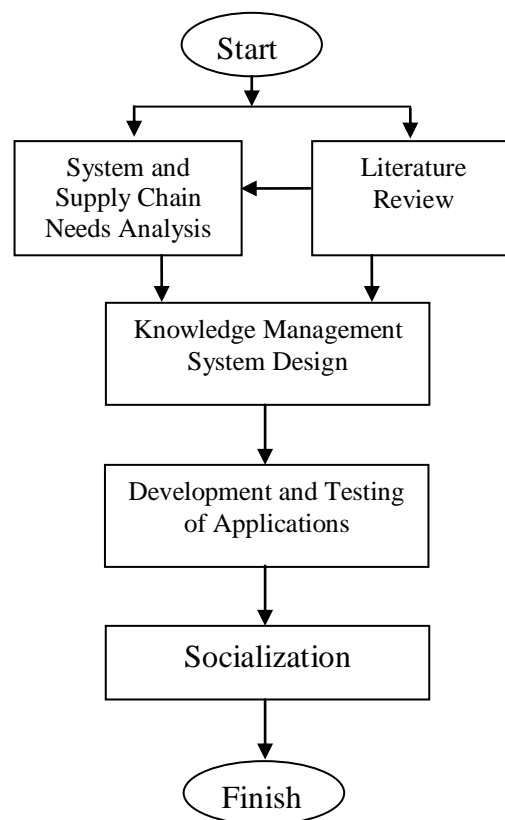 Start
System and
Supply Chain
Needs Analysis
Literature
Review
Knowledge Management
System Design
Development and Testing
of Applications
Socialization
Finish